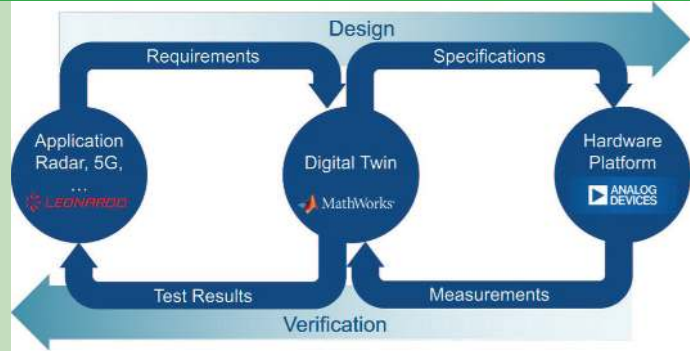 Design
Requirements
Specifications
Application
Radar, 5G,
...
LEONARDO
Digital Twin
MathWorks®
Hardware
Platform
ANALOG
DEVICES
Test Results
Measurements
Verification